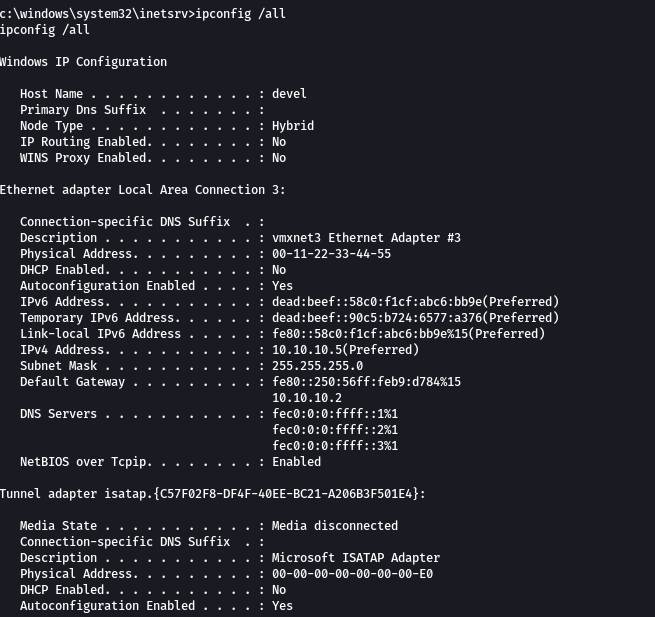 c:\windows\system32\inetsrv>ipconfig /all
ipconfig /all
Windows IP Configuration
   Host Name . . . . . . . . . . . . : devel
   Primary Dns Suffix  . . . . . . . :
   Node Type . . . . . . . . . . . . : Hybrid
   IP Routing Enabled. . . . . . . . : No
   WINS Proxy Enabled. . . . . . . . : No
Ethernet adapter Local Area Connection 3:
   Connection-specific DNS Suffix  . :
   Description . . . . . . . . . . . : vmxnet3 Ethernet Adapter #3
   Physical Address. . . . . . . . . : 00-11-22-33-44-55
   DHCP Enabled. . . . . . . . . . . : No
   Autoconfiguration Enabled . . . . : Yes
   IPv6 Address. . . . . . . . . . . : dead:beef::58c0:f1cf:abc6:bb9e(Preferred)
   Temporary IPv6 Address. . . . . . : dead:beef::90c5:b724:6577:a376(Preferred)
   Link-local IPv6 Address . . . . . : fe80::58c0:f1cf:abc6:bb9e%15(Preferred)
   IPv4 Address. . . . . . . . . . . : 10.10.10.5(Preferred)
   Subnet Mask . . . . . . . . . . . : 255.255.255.0
   Default Gateway . . . . . . . . . : fe80::250:56ff:feb9:d784%15
                                       10.10.10.2
   DNS Servers . . . . . . . . . . . : fec0:0:0:ffff::1%1
                                       fec0:0:0:ffff::2%1
                                       fec0:0:0:ffff::3%1
   NetBIOS over Tcpip. . . . . . . . : Enabled
Tunnel adapter isatap.{C57F02F8-DF4F-40EE-BC21-A206B3F501E4}:
   Media State . . . . . . . . . . . : Media disconnected
   Connection-specific DNS Suffix  . :
   Description . . . . . . . . . . . : Microsoft ISATAP Adapter
   Physical Address. . . . . . . . . : 00-00-00-00-00-00-00-E0
   DHCP Enabled. . . . . . . . . . . : No
   Autoconfiguration Enabled . . . . : Yes